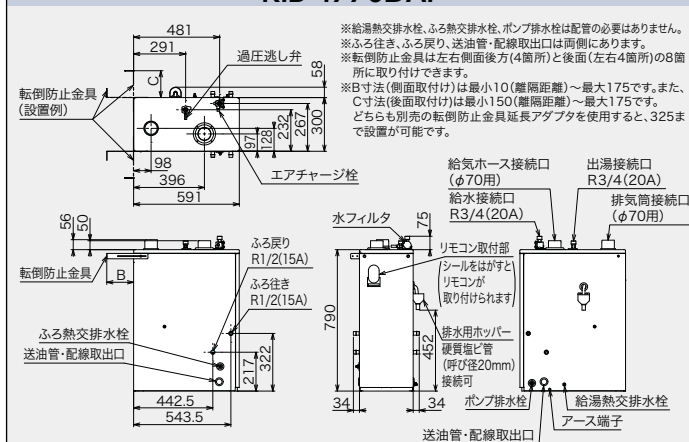 ※給湯熱交排水栓、ふろ熱交排水栓、ポンプ排水栓は配管の必要はありません。
※ふろ往き、ふろ戻り、送油管・配線取出口は両側にあります。
※転倒防止金具は左右側面後方(4箇所)と後面(左右4箇所)の8箇
所に取り付けできます。
※B寸法(側面取付け)は最小10(離隔距離)～最大175です。また、
C寸法(後面取付け)は最小150(離隔距離)～最大175です。
どちらも別売の転倒防止金具延長アダプタを使用すると、325ま
で設置が可能です。
481
291
過圧逃し弁
58
C
転倒防止金具
(設置例)
97
128
232
267
300
エアチャージ栓
98
396
591
給気ホース接続口
(φ70用)
出湯接続口
R3/4(20A)
給水接続口
R3/4(20A)
排気筒接続口
(φ70用)
56
50
水フィルタ
75
ふろ戻り
R1/2(15A)
リモコン取付部
シールをはがすと
リモコンが
取り付けられます
転倒防止金具
B
ふろ往き
R1/2(15A)
790
排水用ホッパー
硬質塩ビ管
(呼び径20mm)
接続可
452
ふろ熱交排水栓
送油管・配線取出口
217
322
442.5
543.5
34
34
ポンプ排水栓
給湯熱交排水栓
アース端子
送油管・配線取出口